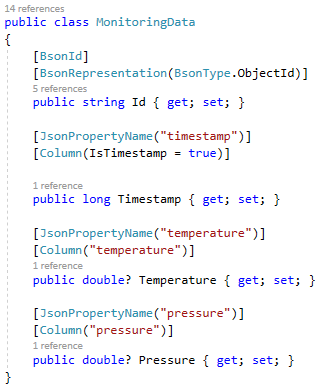 14 references
public class MonitoringData
{
[BsonId]
[BsonRepresentation(BsonType.ObjectId)]
5 references
public string Id { get; set; }
[JsonPropertyName("timestamp")]
[Column(IsTimestamp = true)]
1 reference
public long Timestamp { get; set; }
[JsonPropertyName("temperature")]
[Column("temperature")]
1 reference
public double? Temperature { get; set; }
[JsonPropertyName("pressure")]
[Column("pressure")]
1 reference
public double? Pressure { get; set; }
}